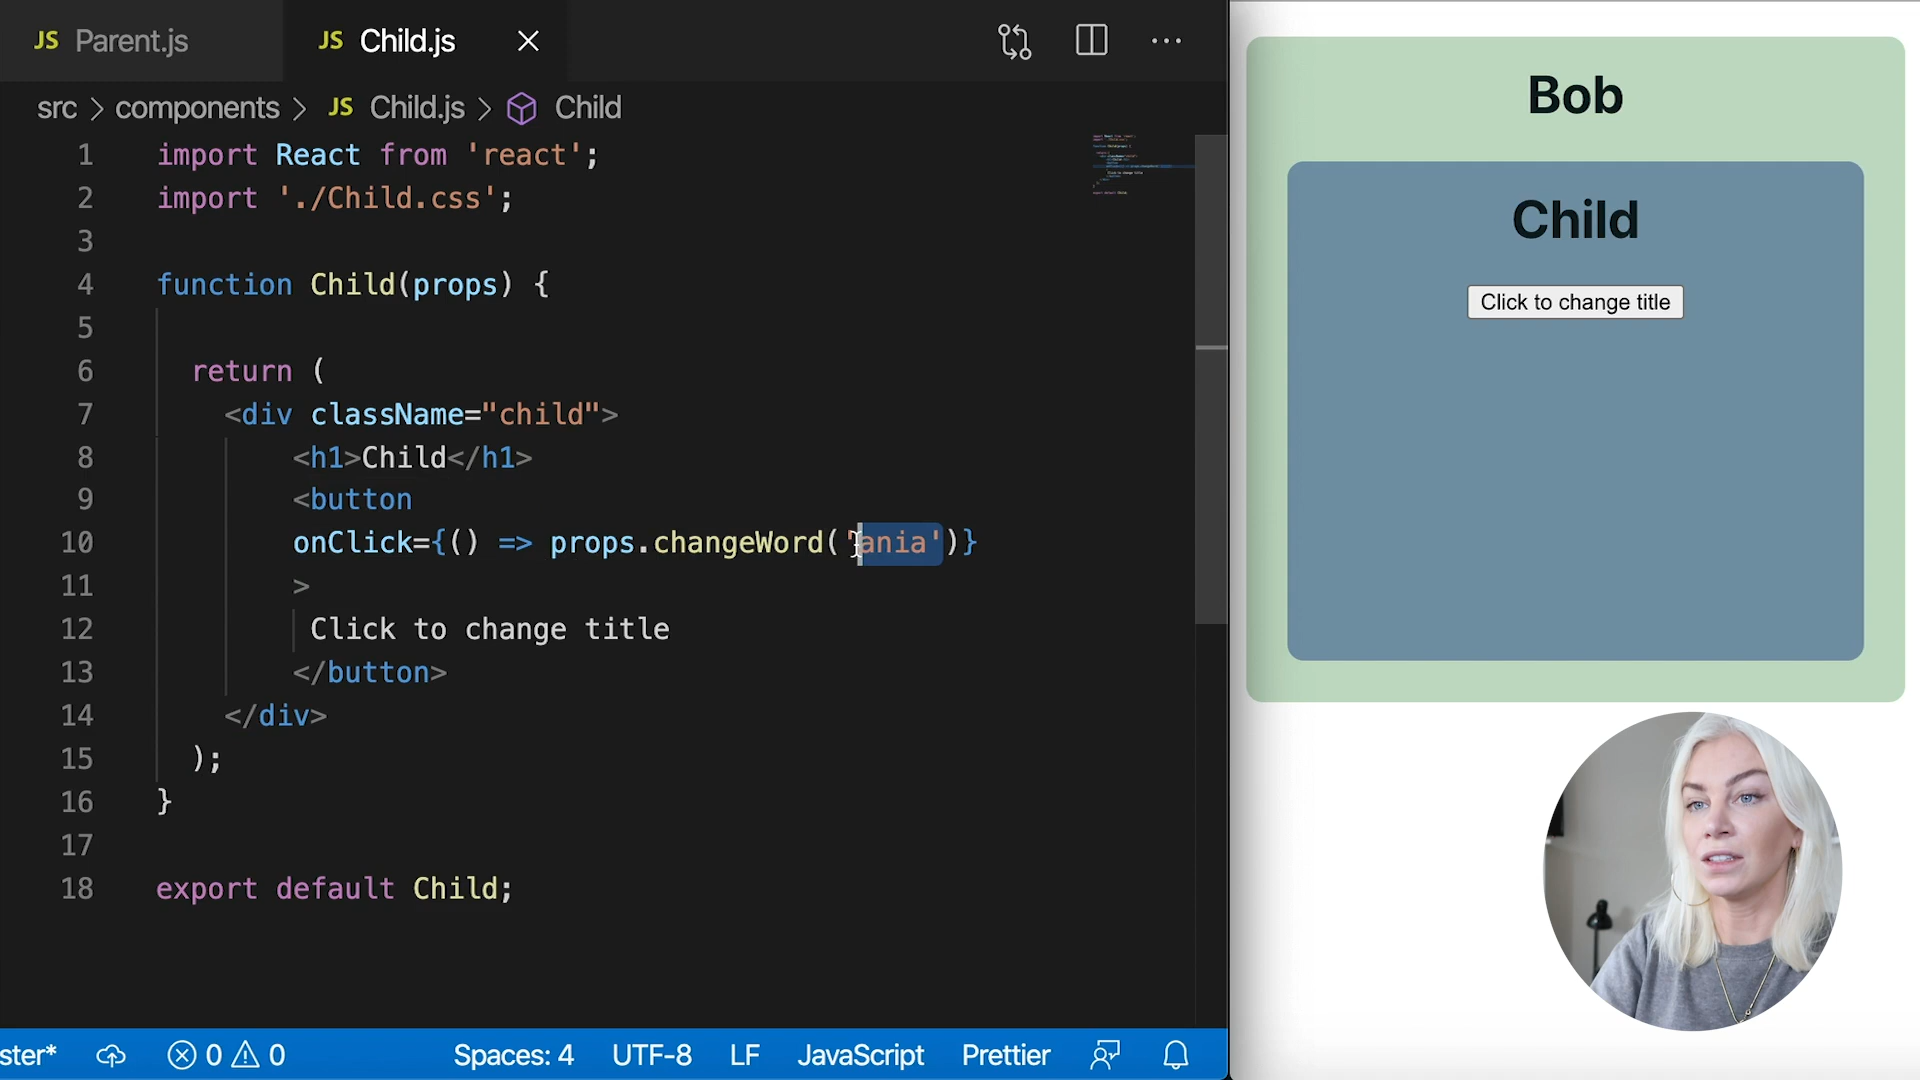 JS Parent.js JS Child.js
src > components > JS Child.js > Child
1 import React from 'react';
2 import './Child.css';
3
4 function Child(props) {
5
6 return (
7 <div className="child">
8 <h1>Child</h1>
9 <button
10 onClick={() => props.changeWord('ania')}
11 >
12 Click to change title
13 </button>
14 </div>
15 );
16 }
17
18 export default Child;
ster* 0 0 Spaces: 4 UTF-8 LF JavaScript Prettier
Bob
Child
Click to change title